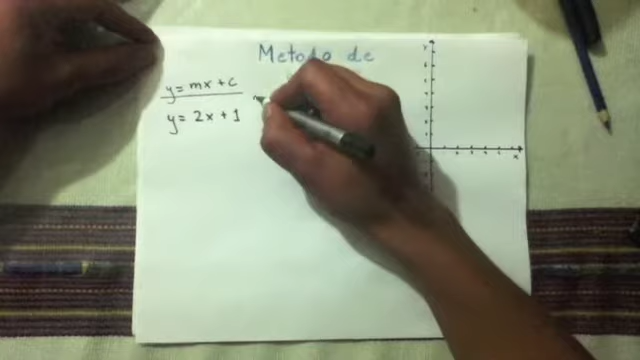 Metodo de
y = mx + c
y = 2x + 1
y
x